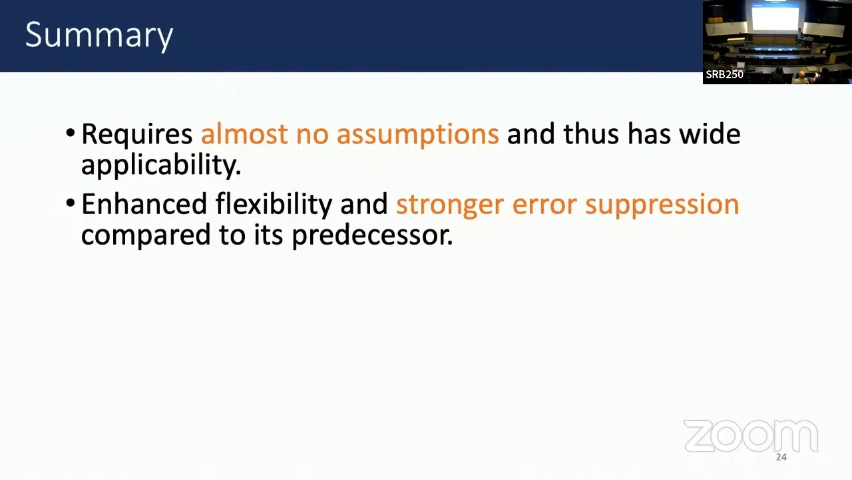 Summary
SRB250
• Requires almost no assumptions and thus has wide
applicability.
• Enhanced flexibility and stronger error suppression
compared to its predecessor.
zoom
24